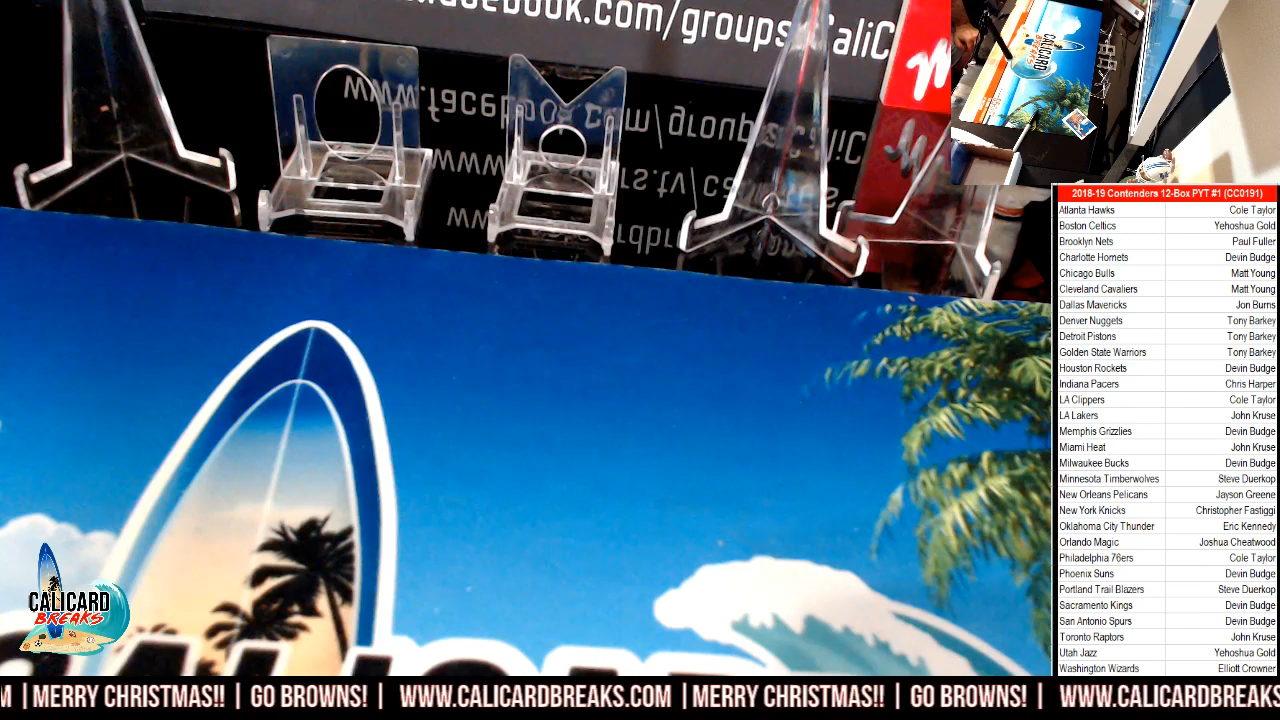 facebook.com/groups/CaliC
www.facebook.com/groups/CaliC
CALICARD
BREAKS
2018-19 Contenders 12-Box PYT #1 (CC0191)
Atlanta Hawks Cole Taylor
Boston Celtics Yehoshua Gold
Brooklyn Nets Paul Fuller
Charlotte Hornets Devin Budge
Chicago Bulls Matt Young
Cleveland Cavaliers Matt Young
Dallas Mavericks Jon Burns
Denver Nuggets Tony Barkey
Detroit Pistons Tony Barkey
Golden State Warriors Tony Barkey
Houston Rockets Devin Budge
Indiana Pacers Chris Harper
LA Clippers Cole Taylor
LA Lakers John Kruse
Memphis Grizzlies Devin Budge
Miami Heat John Kruse
Milwaukee Bucks Devin Budge
Minnesota Timberwolves Steve Duerkop
New Orleans Pelicans Jayson Greene
New York Knicks Christopher Fastiggi
Oklahoma City Thunder Eric Kennedy
Orlando Magic Joshua Cheatwood
Philadelphia 76ers Cole Taylor
Phoenix Suns Devin Budge
Portland Trail Blazers Steve Duerkop
Sacramento Kings Devin Budge
San Antonio Spurs Devin Budge
Toronto Raptors John Kruse
Utah Jazz Yehoshua Gold
Washington Wizards Elliott Crowner
CALICARD
BREAKS
M | MERRY CHRISTMAS!! | GO BROWNS! | WWW.CALICARDBREAKS.COM | MERRY CHRISTMAS!! | GO BROWNS! | WWW.CALICARDBREAKS